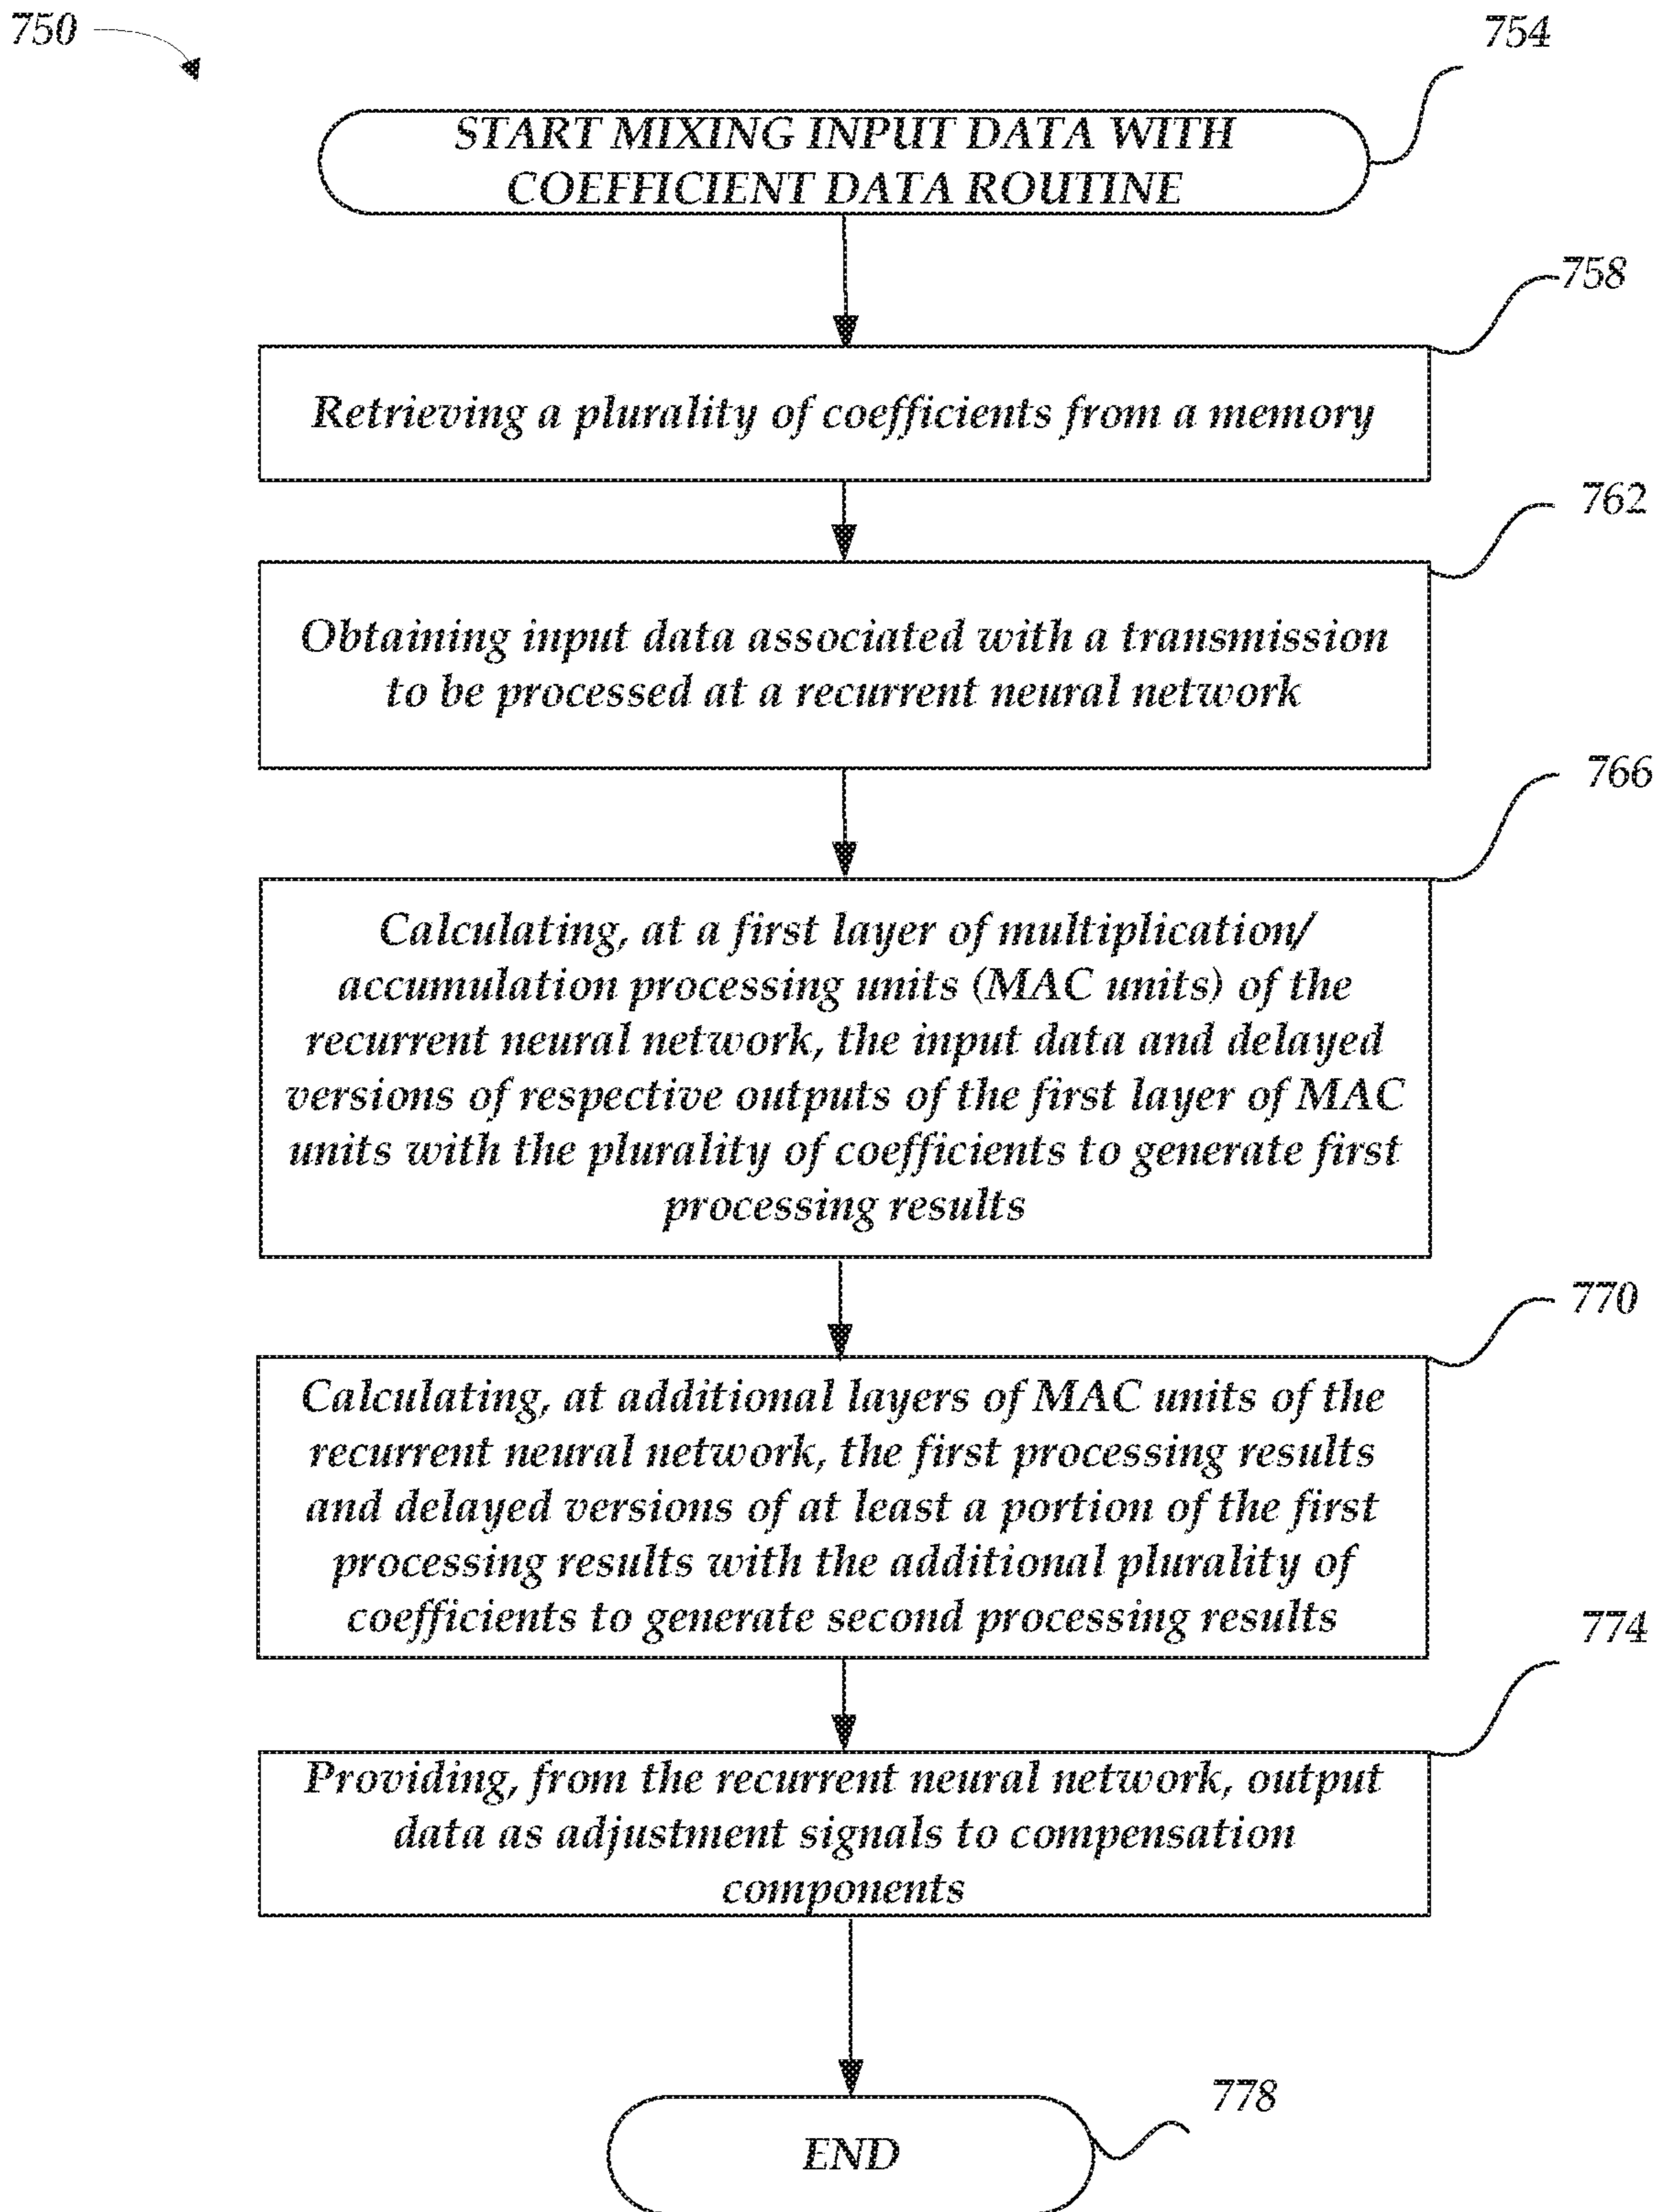 750
754
START MIXING INPUT DATA WITH
COEFFICIENT DATA ROUTINE
758
Retrieving a plurality of coefficients from a memory
762
Obtaining input data associated with a transmission
to be processed at a recurrent neural network
766
Calculating, at a first layer of multiplication/
accumulation processing units (MAC units) of the
recurrent neural network, the input data and delayed
versions of respective outputs of the first layer of MAC
units with the plurality of coefficients to generate first
processing results
770
Calculating, at additional layers of MAC units of the
recurrent neural network, the first processing results
and delayed versions of at least a portion of the first
processing results with the additional plurality of
coefficients to generate second processing results
774
Providing, from the recurrent neural network, output
data as adjustment signals to compensation
components
778
END